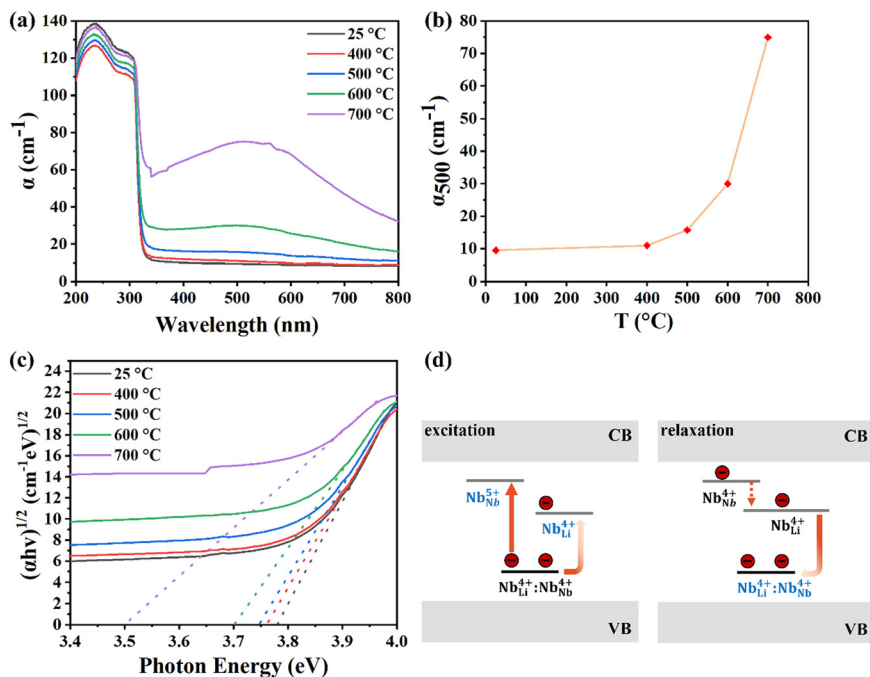 (a)
140
120
100
80
60
40
20
0
α (cm⁻¹)
200 300 400 500 600 700 800
Wavelength (nm)
25 °C
400 °C
500 °C
600 °C
700 °C
(b)
80
70
60
50
40
30
20
10
0
α500 (cm⁻¹)
0 100 200 300 400 500 600 700 800
T (°C)
(c)
24
22
20
18
16
14
12
10
8
6
4
2
0
(αhv)^1/2 (cm⁻¹eV)^1/2
3.4 3.5 3.6 3.7 3.8 3.9 4.0
Photon Energy (eV)
25 °C
400 °C
500 °C
600 °C
700 °C
(d)
excitation CB
Nb⁵⁺Nb
Nb⁴⁺Li
Nb⁴⁺Li:Nb⁴⁺Nb
VB
relaxation CB
Nb⁴⁺Nb
Nb⁴⁺Li
Nb⁴⁺Li:Nb⁴⁺Nb
VB